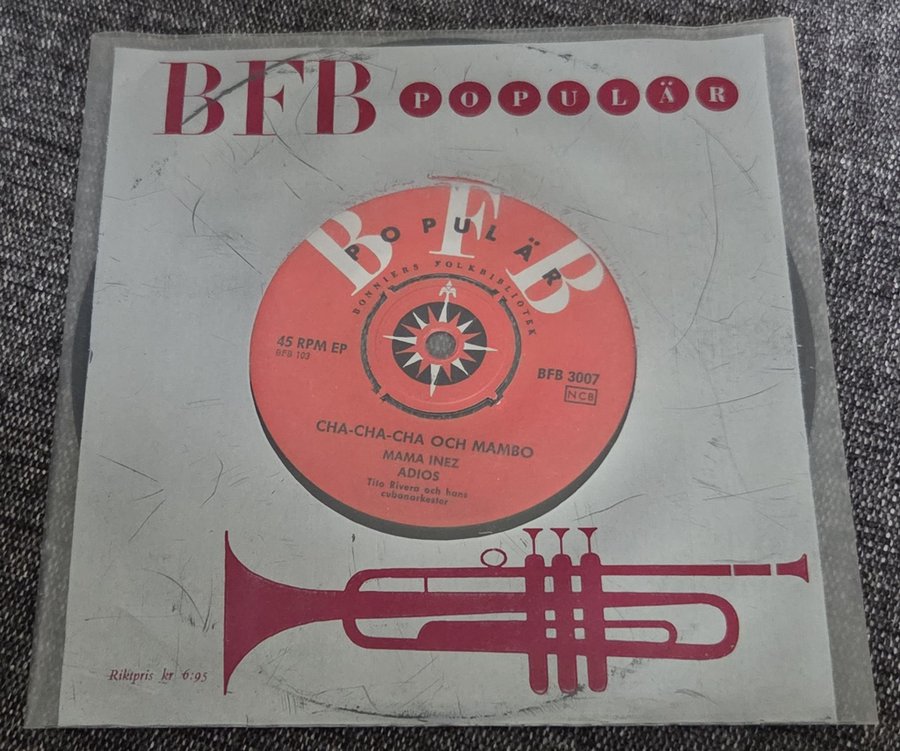 BFB POPULÄR
BFB
POPULÄR
BONNIERS FOLKBIBLIOTEK
45 RPM EP
BFB 103
BFB 3007
NCB
CHA-CHA-CHA OCH MAMBO
MAMA INEZ
ADIOS
Tito Rivera och hans
cubanorkester
Riktpris kr 6:95